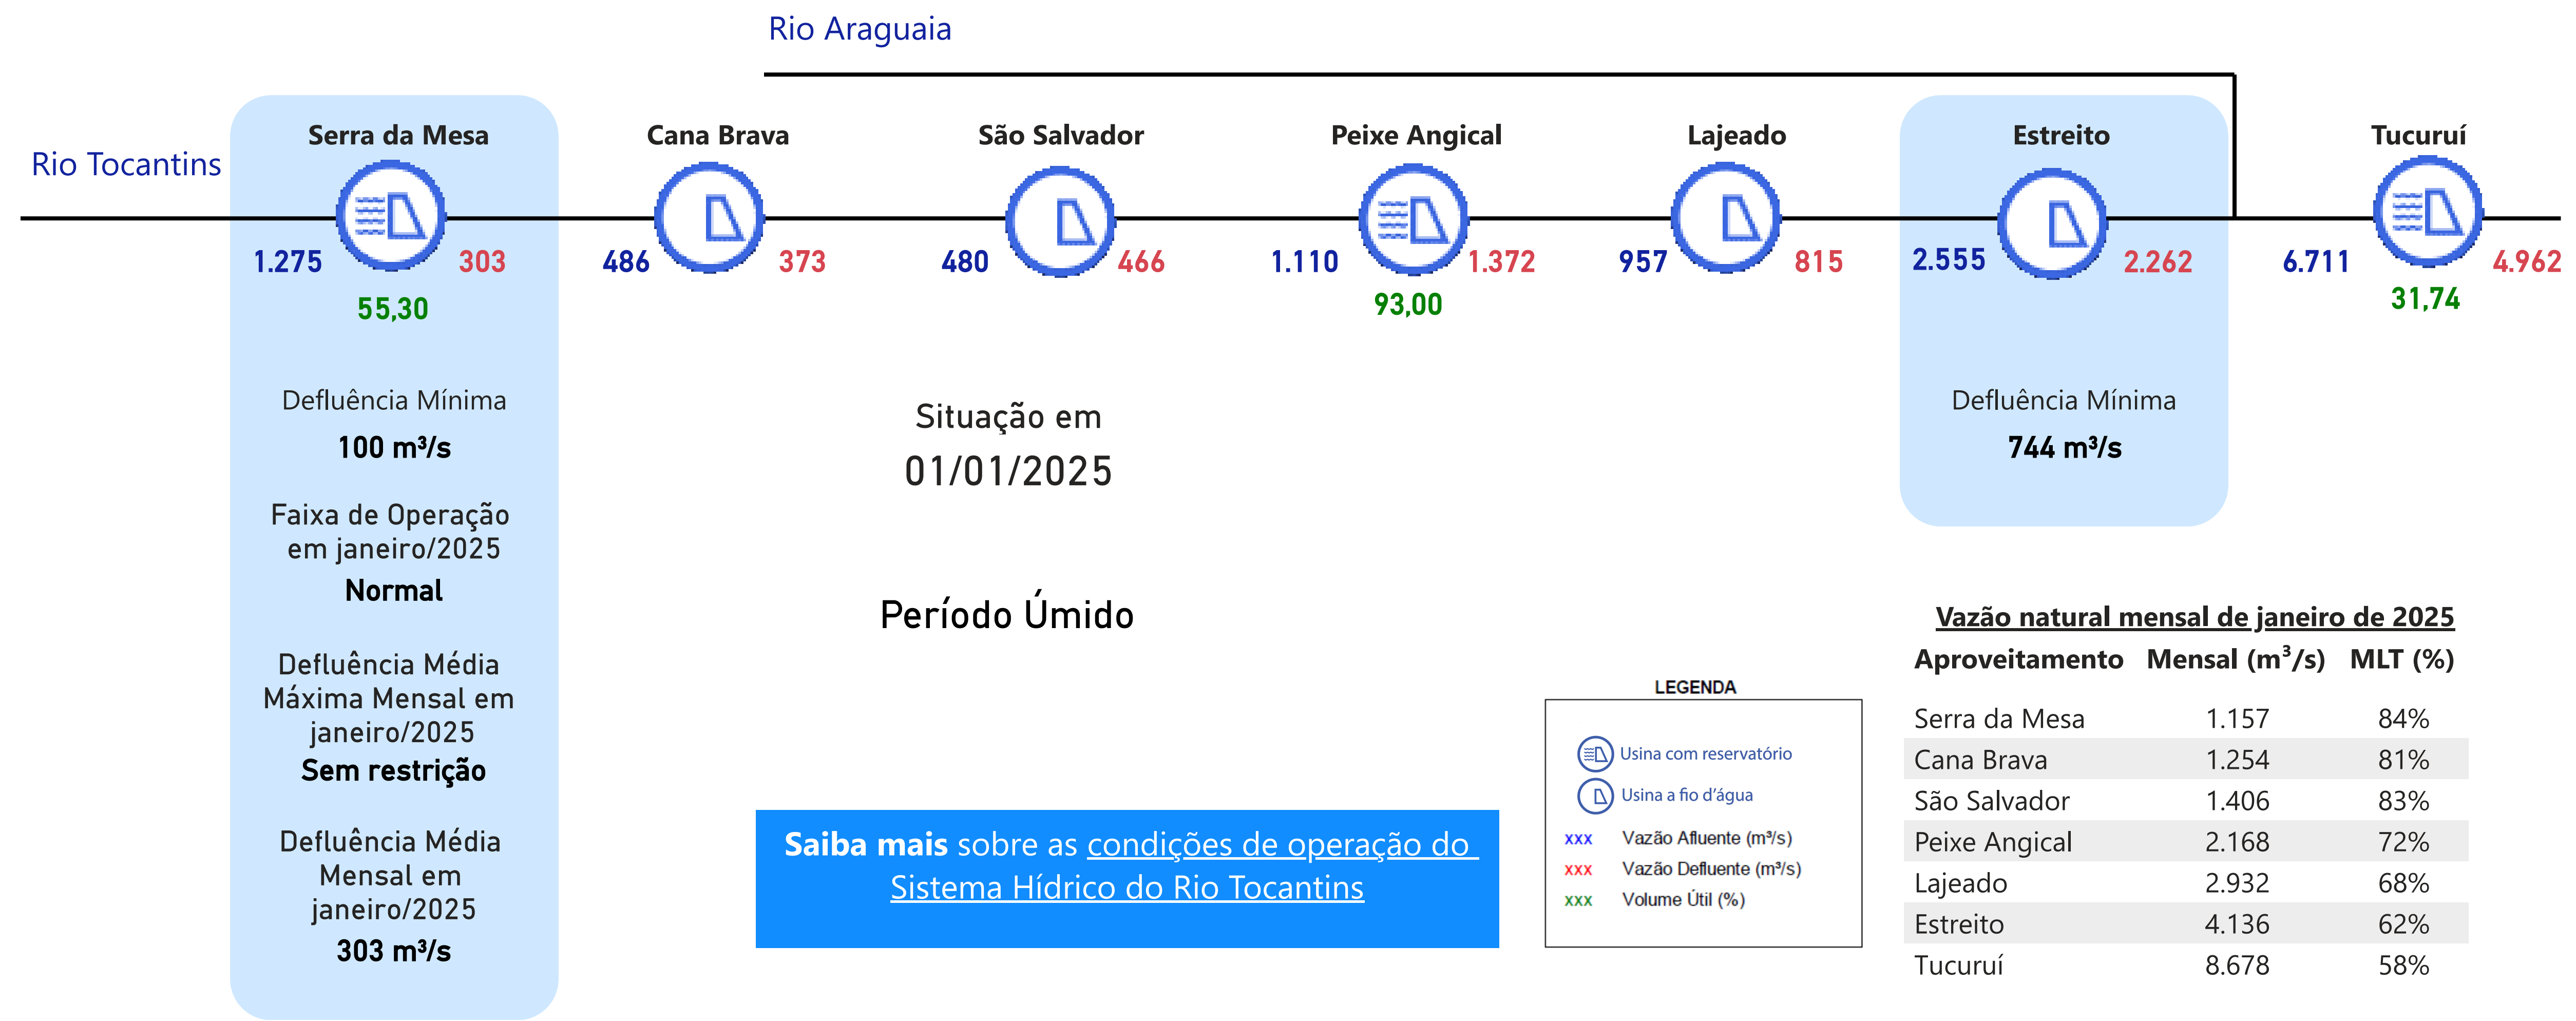 Rio Araguaia
Rio Tocantins
Serra da Mesa
Cana Brava
São Salvador
Peixe Angical
Lajeado
Estreito
Tucuruí
1.275 303
486 373
480 466
1.110 1.372
957 815
2.555 2.262
6.711 4.962
55,30
93,00
31,74
Defluência Mínima
100 m³/s
Faixa de Operação
em janeiro/2025
Normal
Defluência Média
Máxima Mensal em
janeiro/2025
Sem restrição
Defluência Média
Mensal em
janeiro/2025
303 m³/s
Situação em
01/01/2025
Período Úmido
Saiba mais sobre as condições de operação do
Sistema Hídrico do Rio Tocantins
Defluência Mínima
744 m³/s
LEGENDA
Usina com reservatório
Usina a fio d'água
xxx Vazão Afluente (m³/s)
xxx Vazão Defluente (m³/s)
xxx Volume Útil (%)
Vazão natural mensal de janeiro de 2025
Aproveitamento Mensal (m³/s) MLT (%)
Serra da Mesa 1.157 84%
Cana Brava 1.254 81%
São Salvador 1.406 83%
Peixe Angical 2.168 72%
Lajeado 2.932 68%
Estreito 4.136 62%
Tucuruí 8.678 58%